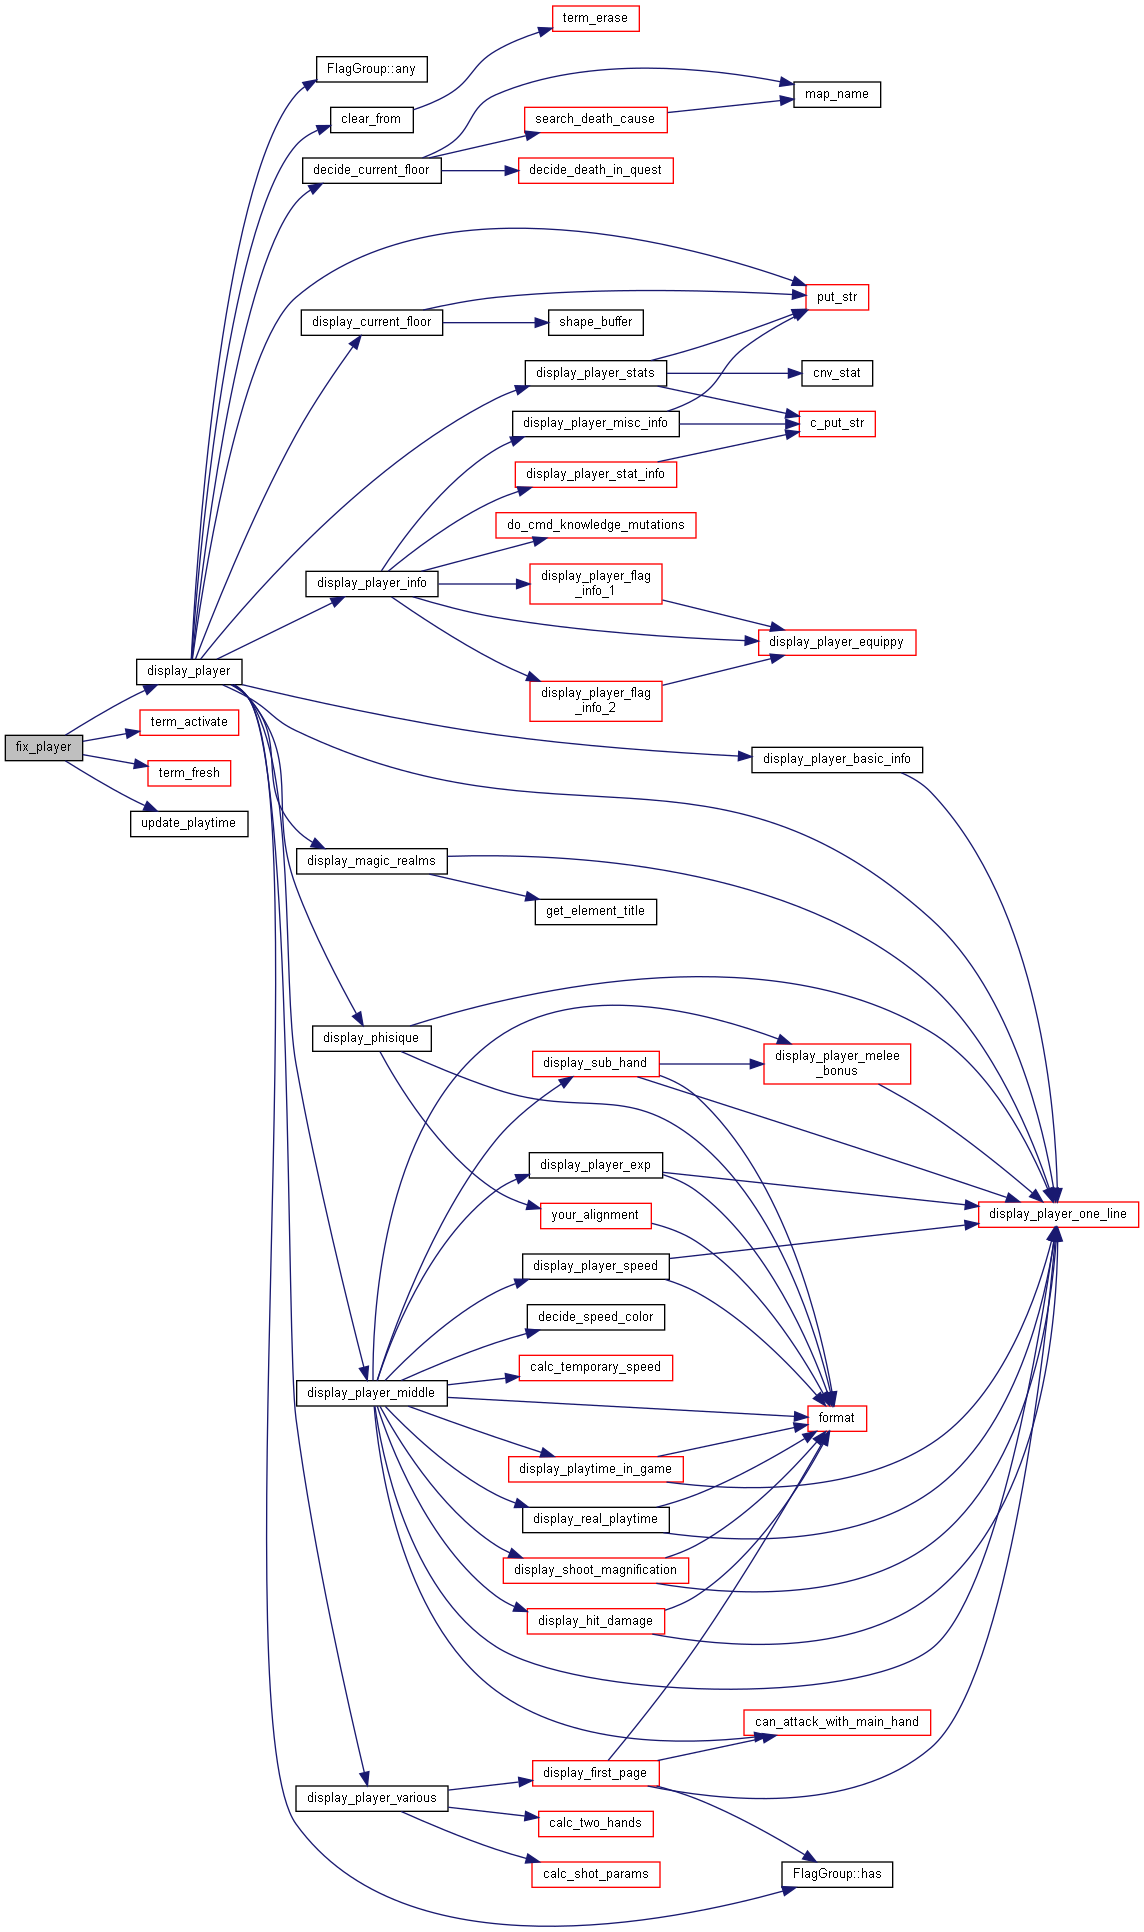 term_erase
FlagGroup::any
map_name
clear_from
search_death_cause
decide_current_floor
decide_death_in_quest
put_str
display_current_floor
shape_buffer
display_player_stats
cnv_stat
display_player_misc_info
c_put_str
display_player_stat_info
do_cmd_knowledge_mutations
display_player_info
display_player_flag
_info_1
display_player_equippy
display_player
display_player_flag
_info_2
term_activate
fix_player
display_player_basic_info
term_fresh
update_playtime
display_magic_realms
get_element_title
display_phisique
display_sub_hand
display_player_melee
_bonus
display_player_exp
your_alignment
display_player_one_line
display_player_speed
decide_speed_color
calc_temporary_speed
display_player_middle
format
display_playtime_in_game
display_real_playtime
display_shoot_magnification
display_hit_damage
can_attack_with_main_hand
display_first_page
display_player_various
calc_two_hands
calc_shot_params
FlagGroup::has